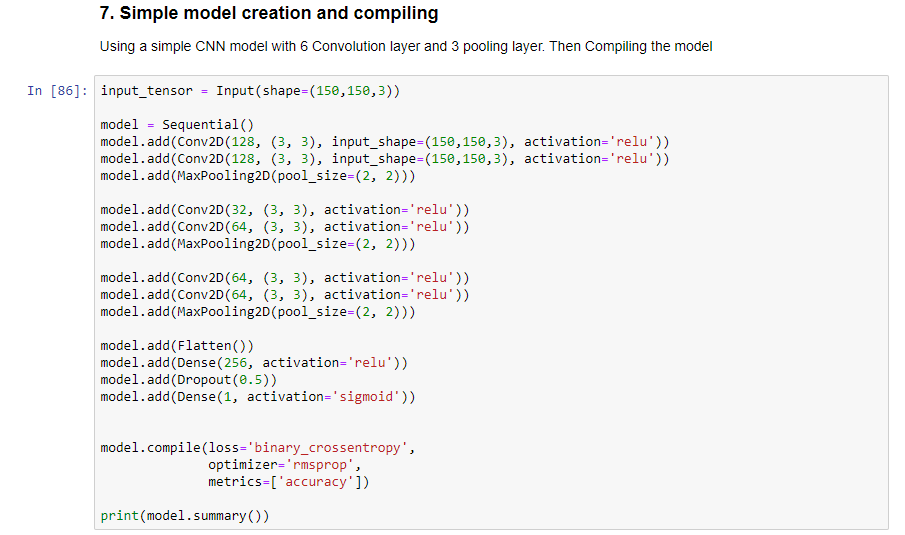 7. Simple model creation and compiling
Using a simple CNN model with 6 Convolution layer and 3 pooling layer. Then Compiling the model
In [86]: input_tensor = Input(shape=(150,150,3))
model = Sequential()
model.add(Conv2D(128, (3, 3), input_shape=(150,150,3), activation='relu'))
model.add(Conv2D(128, (3, 3), input_shape=(150,150,3), activation='relu'))
model.add(MaxPooling2D(pool_size=(2, 2)))
model.add(Conv2D(32, (3, 3), activation='relu'))
model.add(Conv2D(64, (3, 3), activation='relu'))
model.add(MaxPooling2D(pool_size=(2, 2)))
model.add(Conv2D(64, (3, 3), activation='relu'))
model.add(Conv2D(64, (3, 3), activation='relu'))
model.add(MaxPooling2D(pool_size=(2, 2)))
model.add(Flatten())
model.add(Dense(256, activation='relu'))
model.add(Dropout(0.5))
model.add(Dense(1, activation='sigmoid'))
model.compile(loss='binary_crossentropy',
optimizer='rmsprop',
metrics=['accuracy'])
print(model.summary())